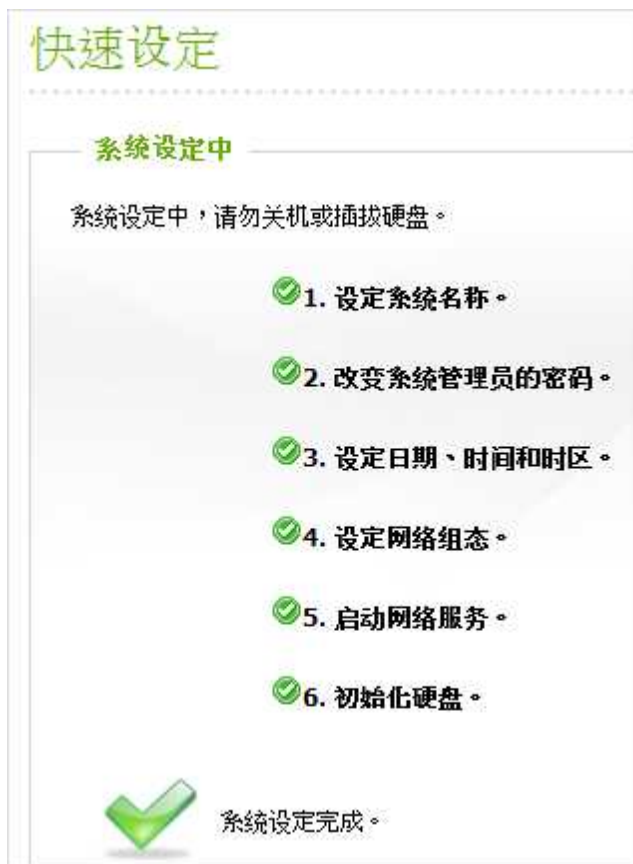 快速设定
系统设定中
系统设定中，请勿关机或插拔硬盘。
1. 设定系统名称。
2. 改变系统管理员的密码。
3. 设定日期、时间和时区。
4. 设定网络组态。
5. 启动网络服务。
6. 初始化硬盘。
系统设定完成。